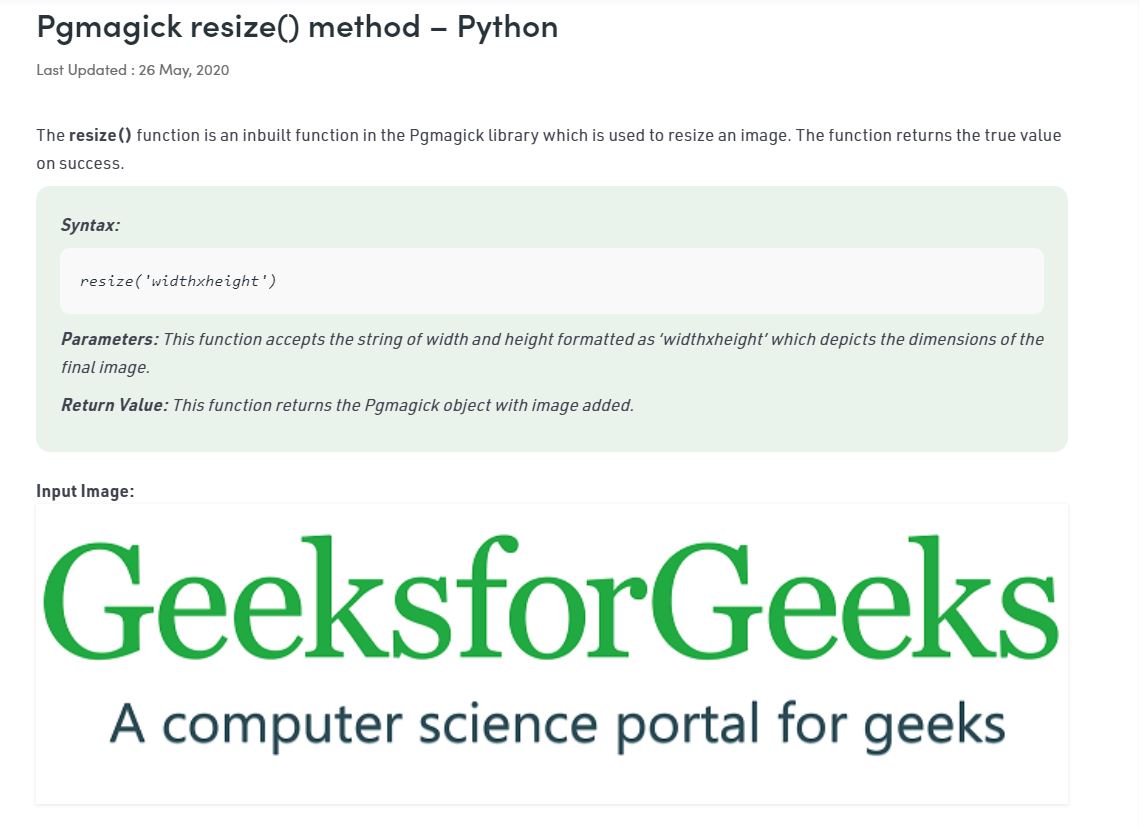 Pgmagick resize() method – Python
Last Updated : 26 May, 2020
The resize() function is an inbuilt function in the Pgmagick library which is used to resize an image. The function returns the true value
on success.
Syntax:
resize('widthxheight')
Parameters: This function accepts the string of width and height formatted as ‘widthxheight’ which depicts the dimensions of the
final image.
Return Value: This function returns the Pgmagick object with image added.
Input Image:
GeeksforGeeks
A computer science portal for geeks